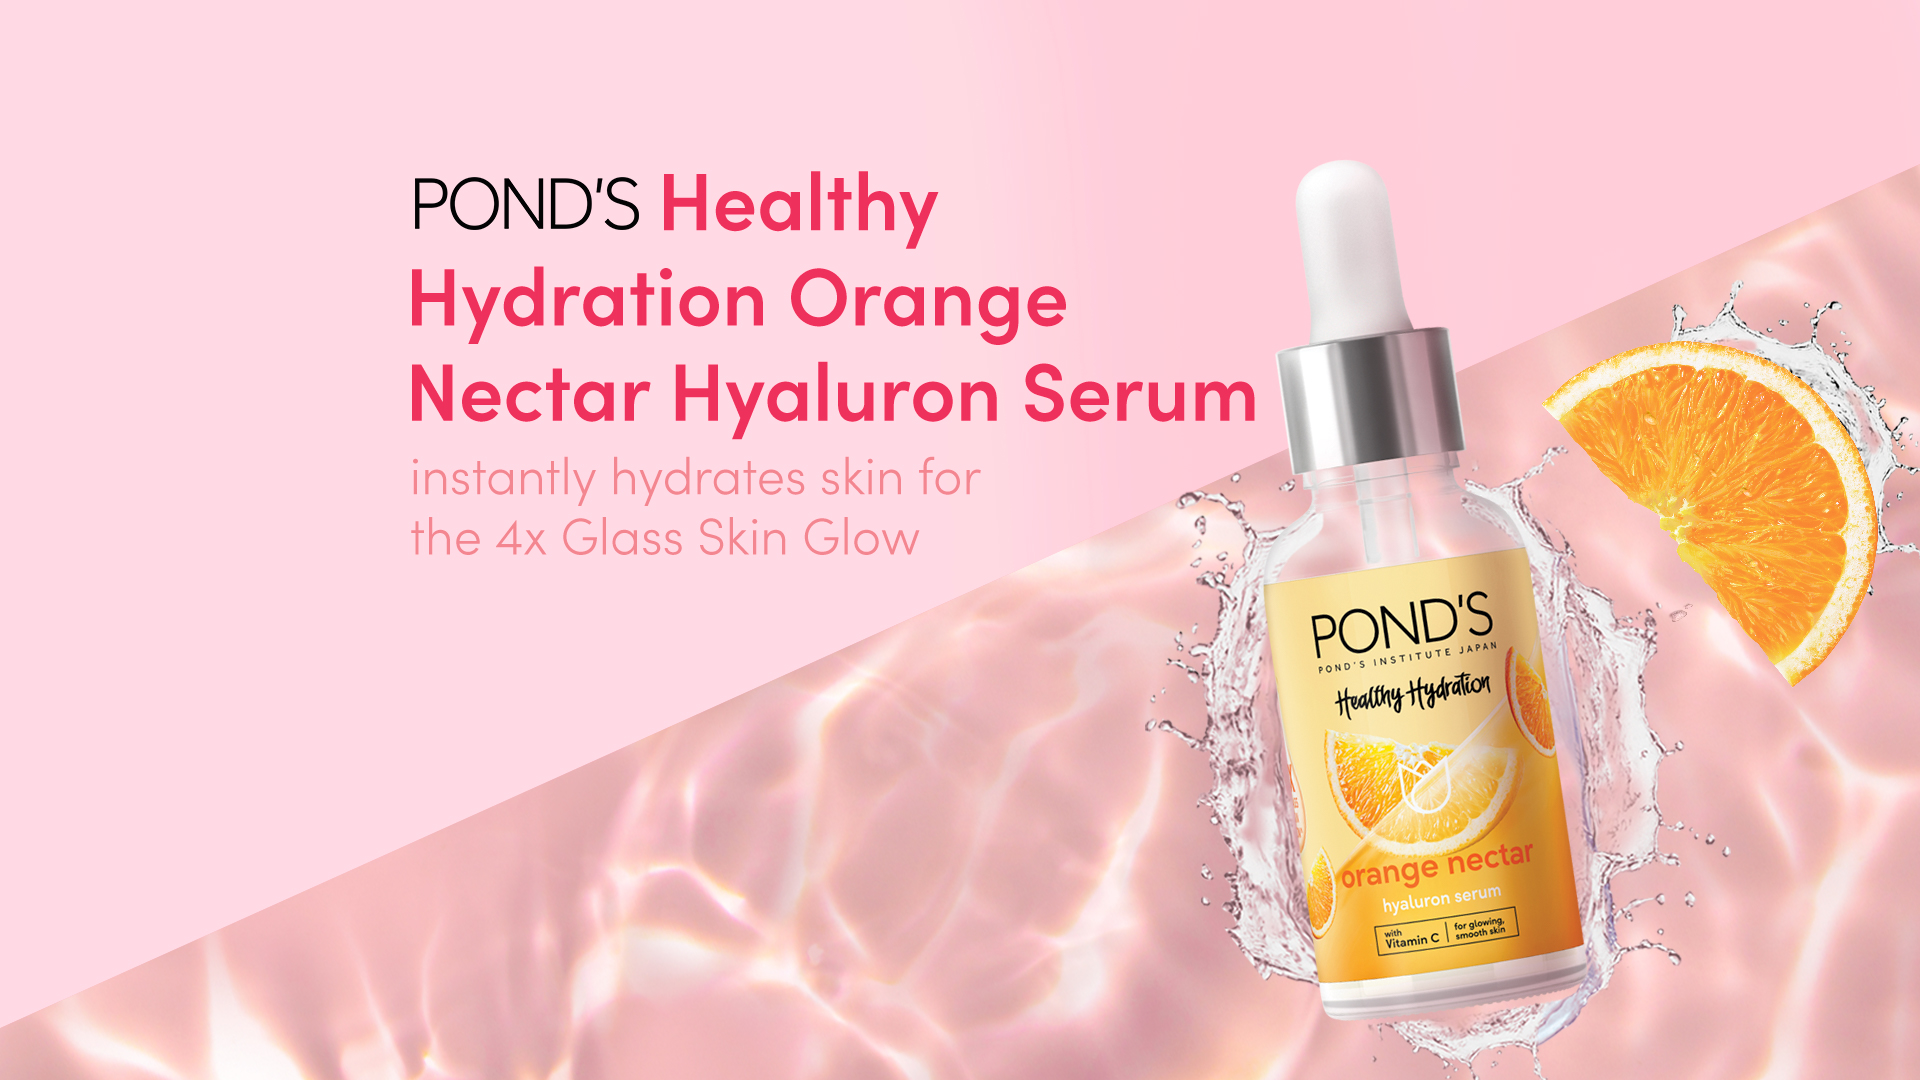 POND'S Healthy
Hydration Orange
Nectar Hyaluron Serum
instantly hydrates skin for
the 4x Glass Skin Glow
POND'S
POND'S INSTITUTE JAPAN
Healthy Hydration
orange nectar
hyaluron serum
with
Vitamin C
for glowing,
smooth skin